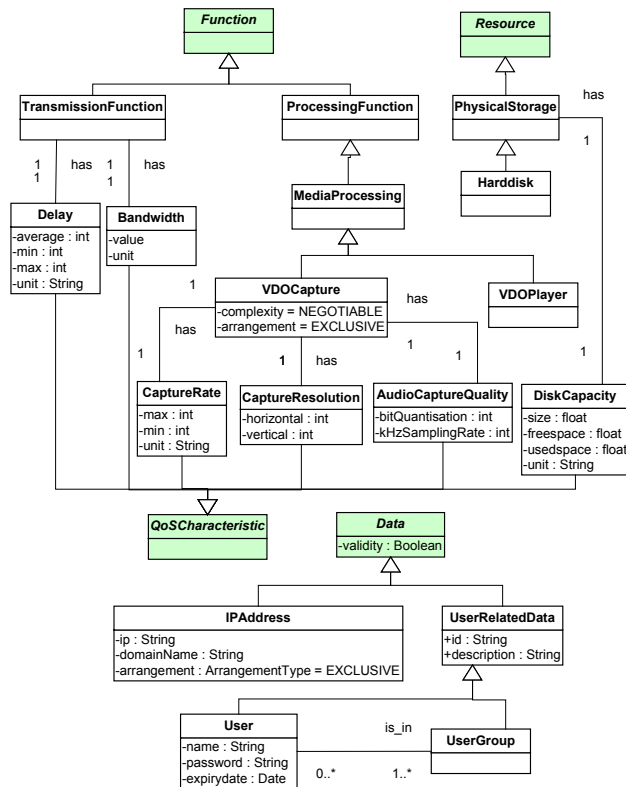 Function
Resource
TransmissionFunction
ProcessingFunction
PhysicalStorage
has
1
has
1
1
has
1
1
Harddisk
MediaProcessing
Delay
-average : int
-min : int
-max : int
-unit : String
Bandwidth
-value
-unit
1
VDOCapture
-complexity = NEGOTIABLE
-arrangement = EXCLUSIVE
has
VDOPlayer
has
1
has
1
1
1
1
CaptureRate
-max : int
-min : int
-unit : String
CaptureResolution
-horizontal : int
-vertical : int
AudioCaptureQuality
-bitQuantisation : int
-kHzSamplingRate : int
DiskCapacity
-size : float
-freespace : float
-usedspace : float
-unit : String
QoSCharacteristic
Data
-validity : Boolean
IPAddress
-ip : String
-domainName : String
-arrangement : ArrangementType = EXCLUSIVE
UserRelatedData
+id : String
+description : String
User
-name : String
-password : String
-expirydate : Date
is_in
0..*
1..*
UserGroup